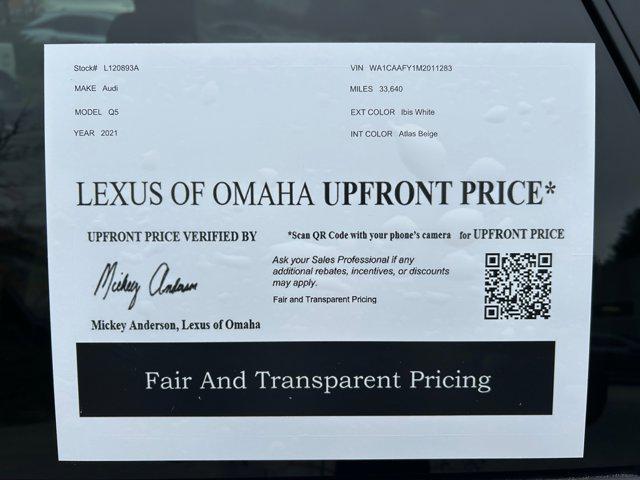 Stock# L120893A VIN WA1CAAFY1M2011283
MAKE Audi MILES 33,640
MODEL Q5 EXT COLOR Ibis White
YEAR 2021 INT COLOR Atlas Beige
LEXUS OF OMAHA UPFRONT PRICE*
UPFRONT PRICE VERIFIED BY *Scan QR Code with your phone's camera for UPFRONT PRICE
Mickey Anderson
Ask your Sales Professional if any
additional rebates, incentives, or discounts
may apply.
Fair and Transparent Pricing
Mickey Anderson, Lexus of Omaha
Fair And Transparent Pricing